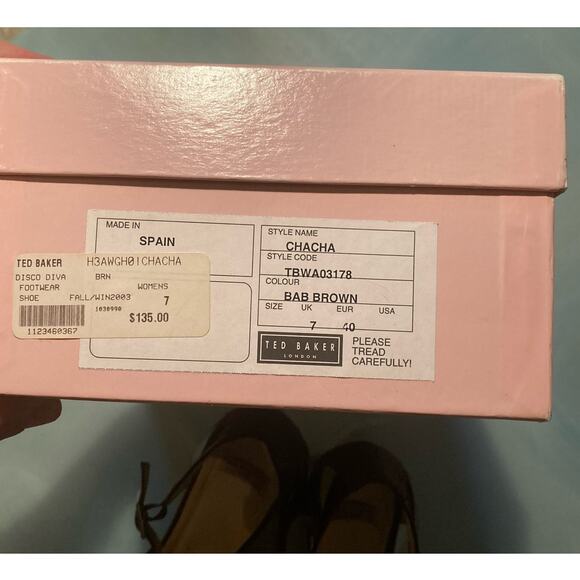 MADE IN
SPAIN
TED BAKER H3AWGH0|CHACHA
DISCO DIVA BRN
FOOTWEAR WOMENS
SHOE FALL/WIN2003 7
1030990
$135.00
1123460367
STYLE NAME
CHACHA
STYLE CODE
TBWA03178
COLOUR
BAB BROWN
SIZE UK EUR USA
7 40
TED BAKER
LONDON
PLEASE
TREAD
CAREFULLY!